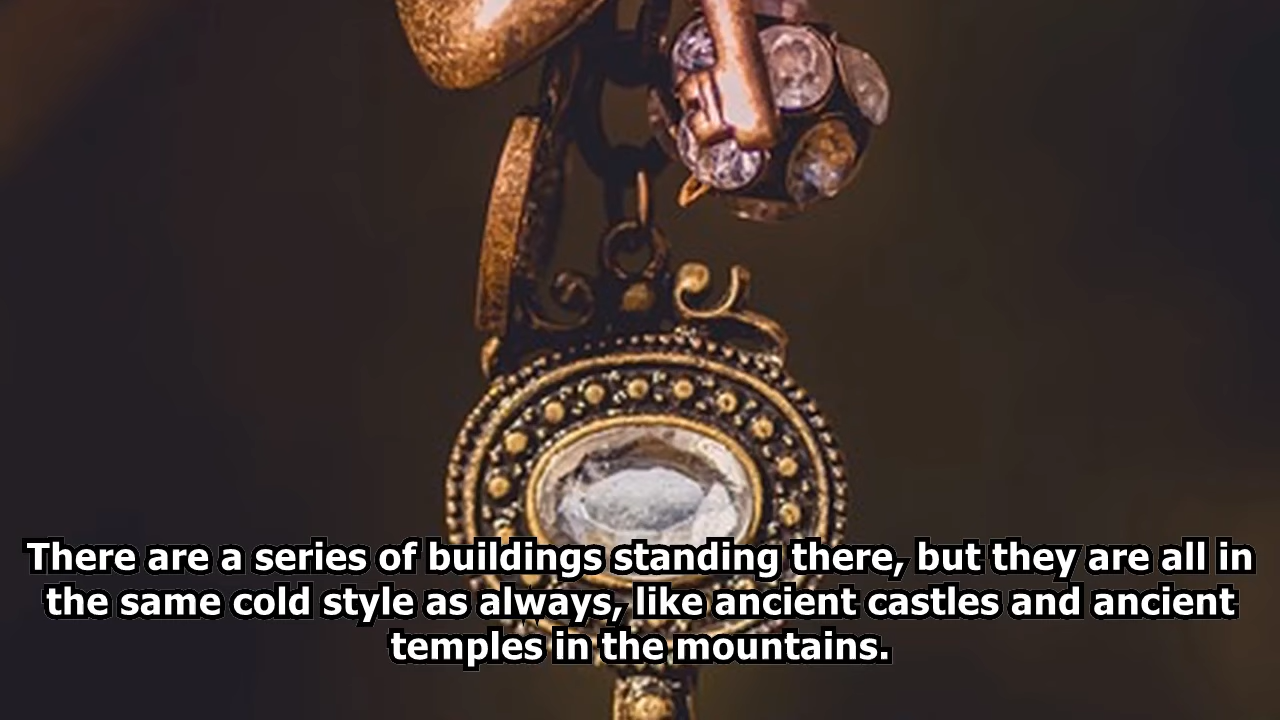 There are a series of buildings standing there, but they are all in
the same cold style as always, like ancient castles and ancient
temples in the mountains.